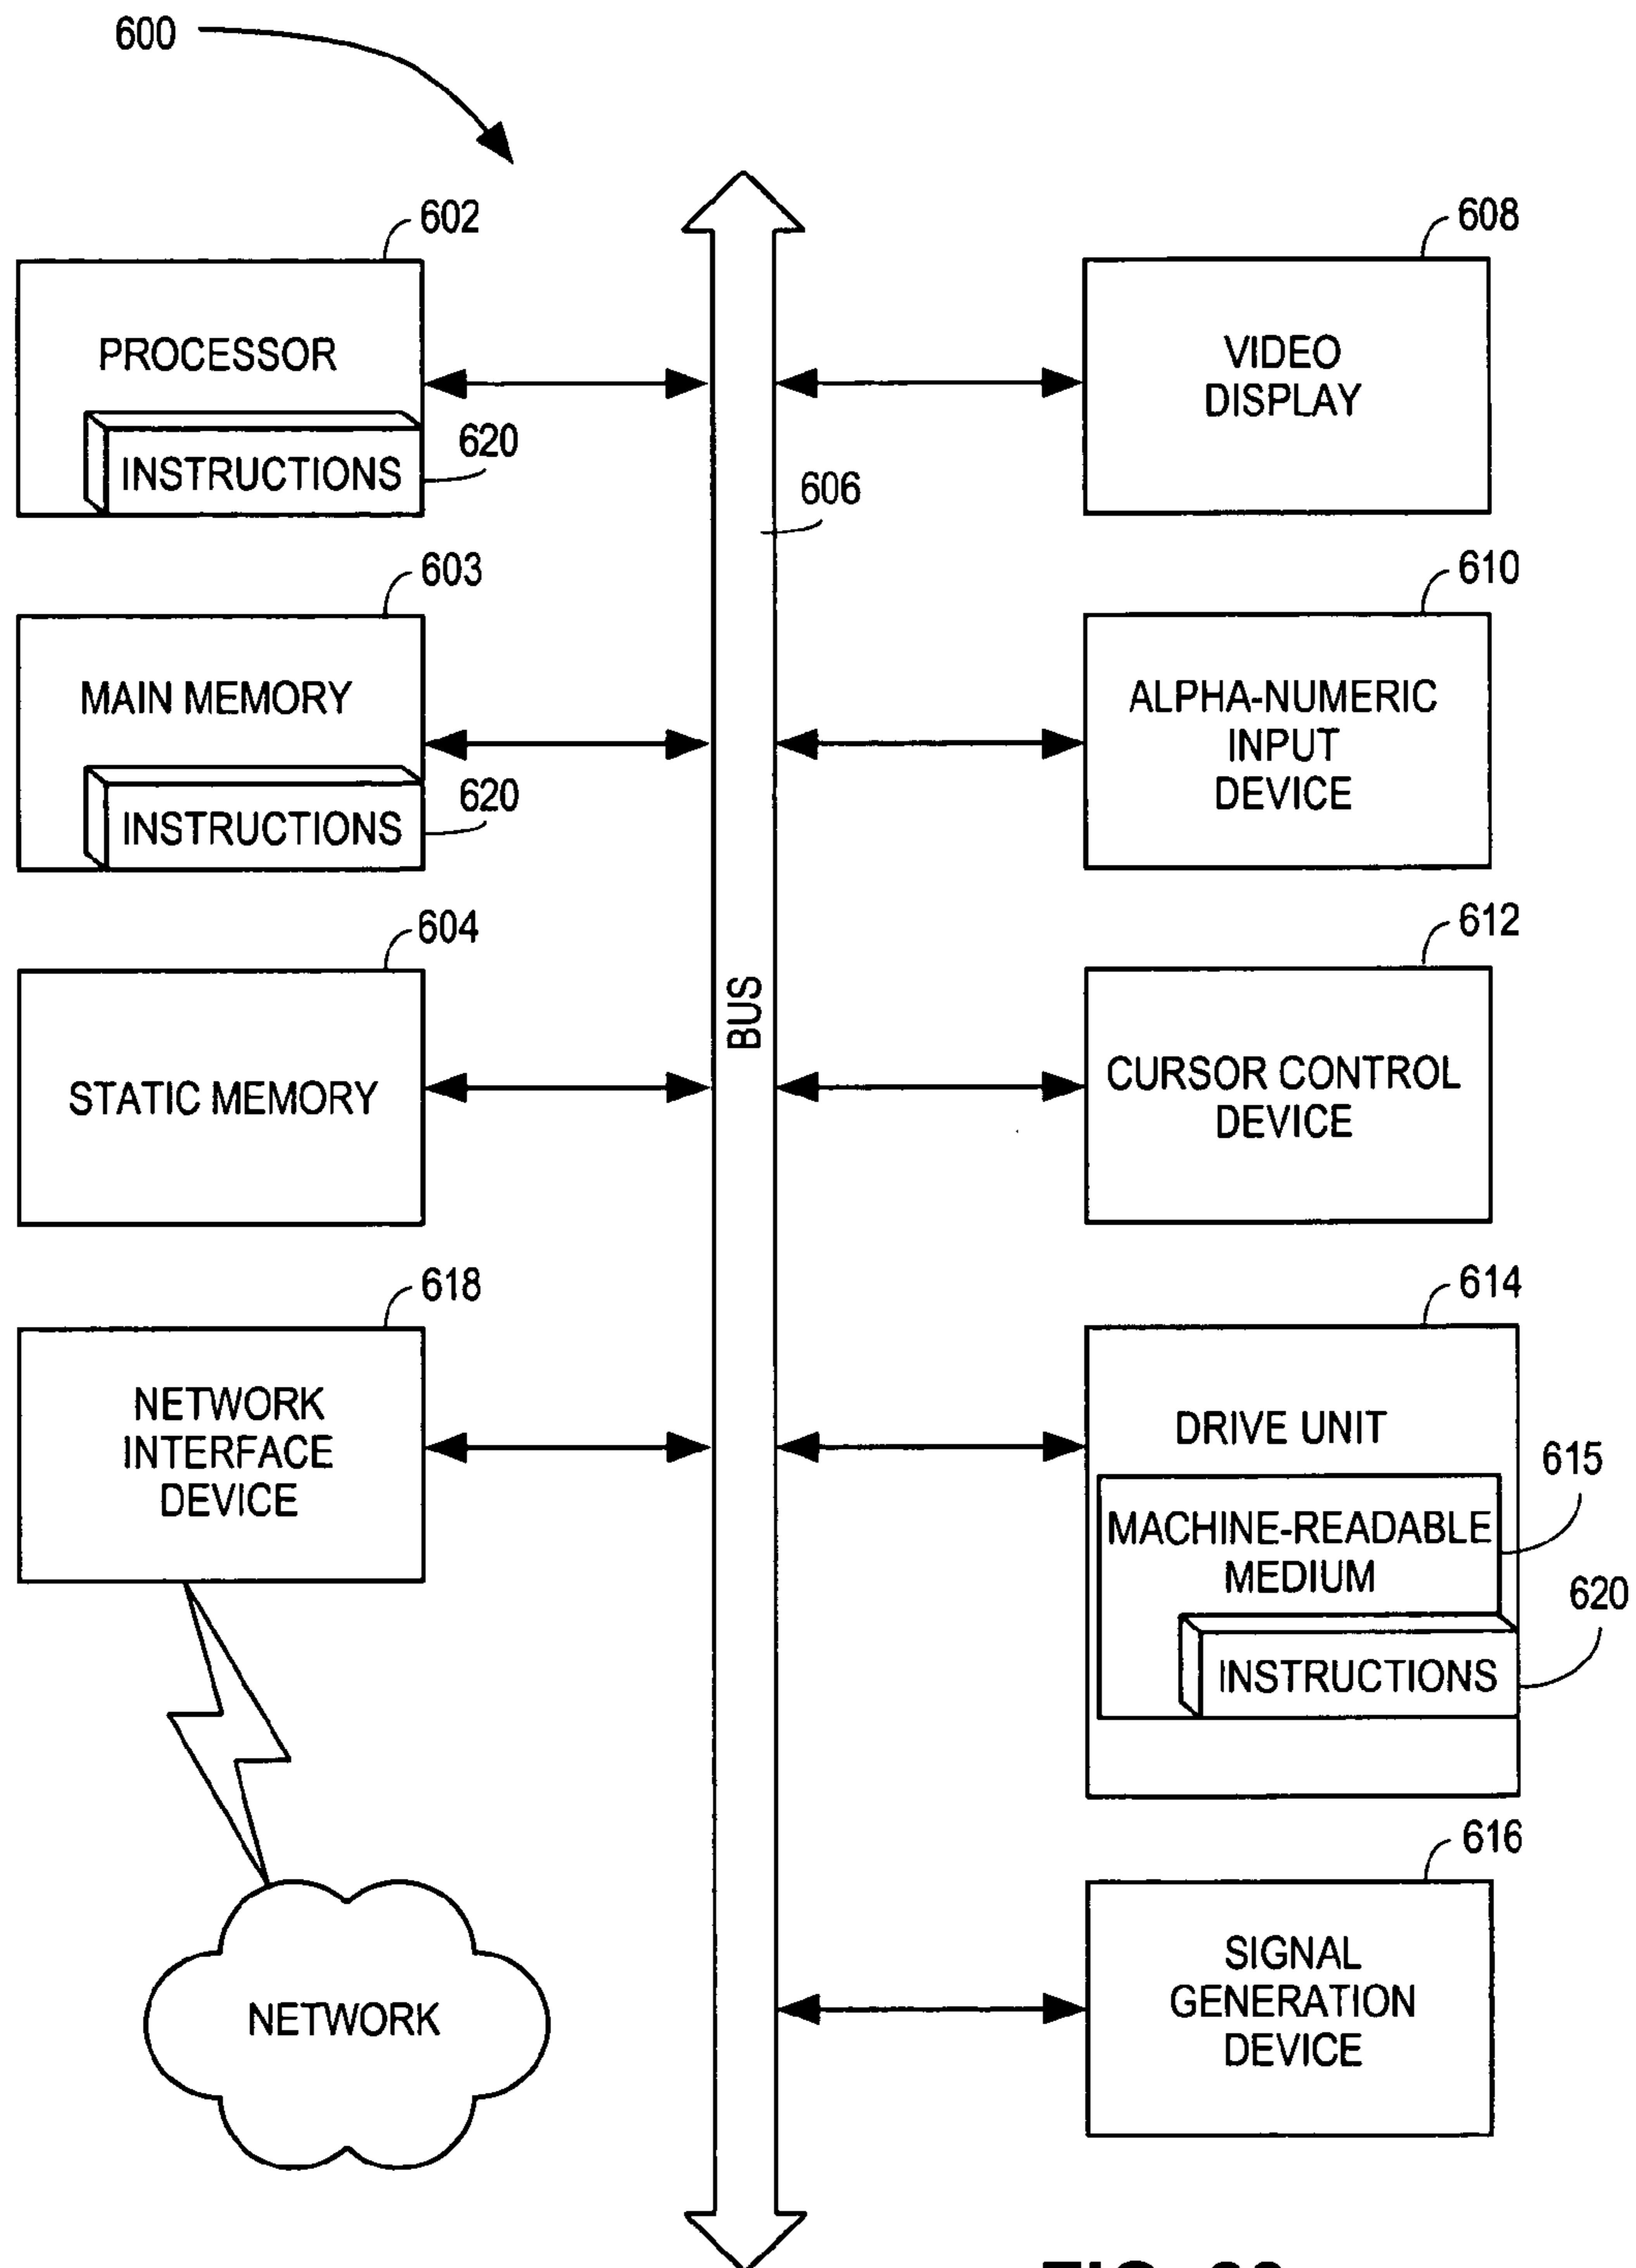 600
602
PROCESSOR
INSTRUCTIONS
620
603
MAIN MEMORY
INSTRUCTIONS
620
604
STATIC MEMORY
618
NETWORK
INTERFACE
DEVICE
NETWORK
606
BUS
608
VIDEO
DISPLAY
610
ALPHA-NUMERIC
INPUT
DEVICE
612
CURSOR CONTROL
DEVICE
614
DRIVE UNIT
615
MACHINE-READABLE
MEDIUM
620
INSTRUCTIONS
616
SIGNAL
GENERATION
DEVICE